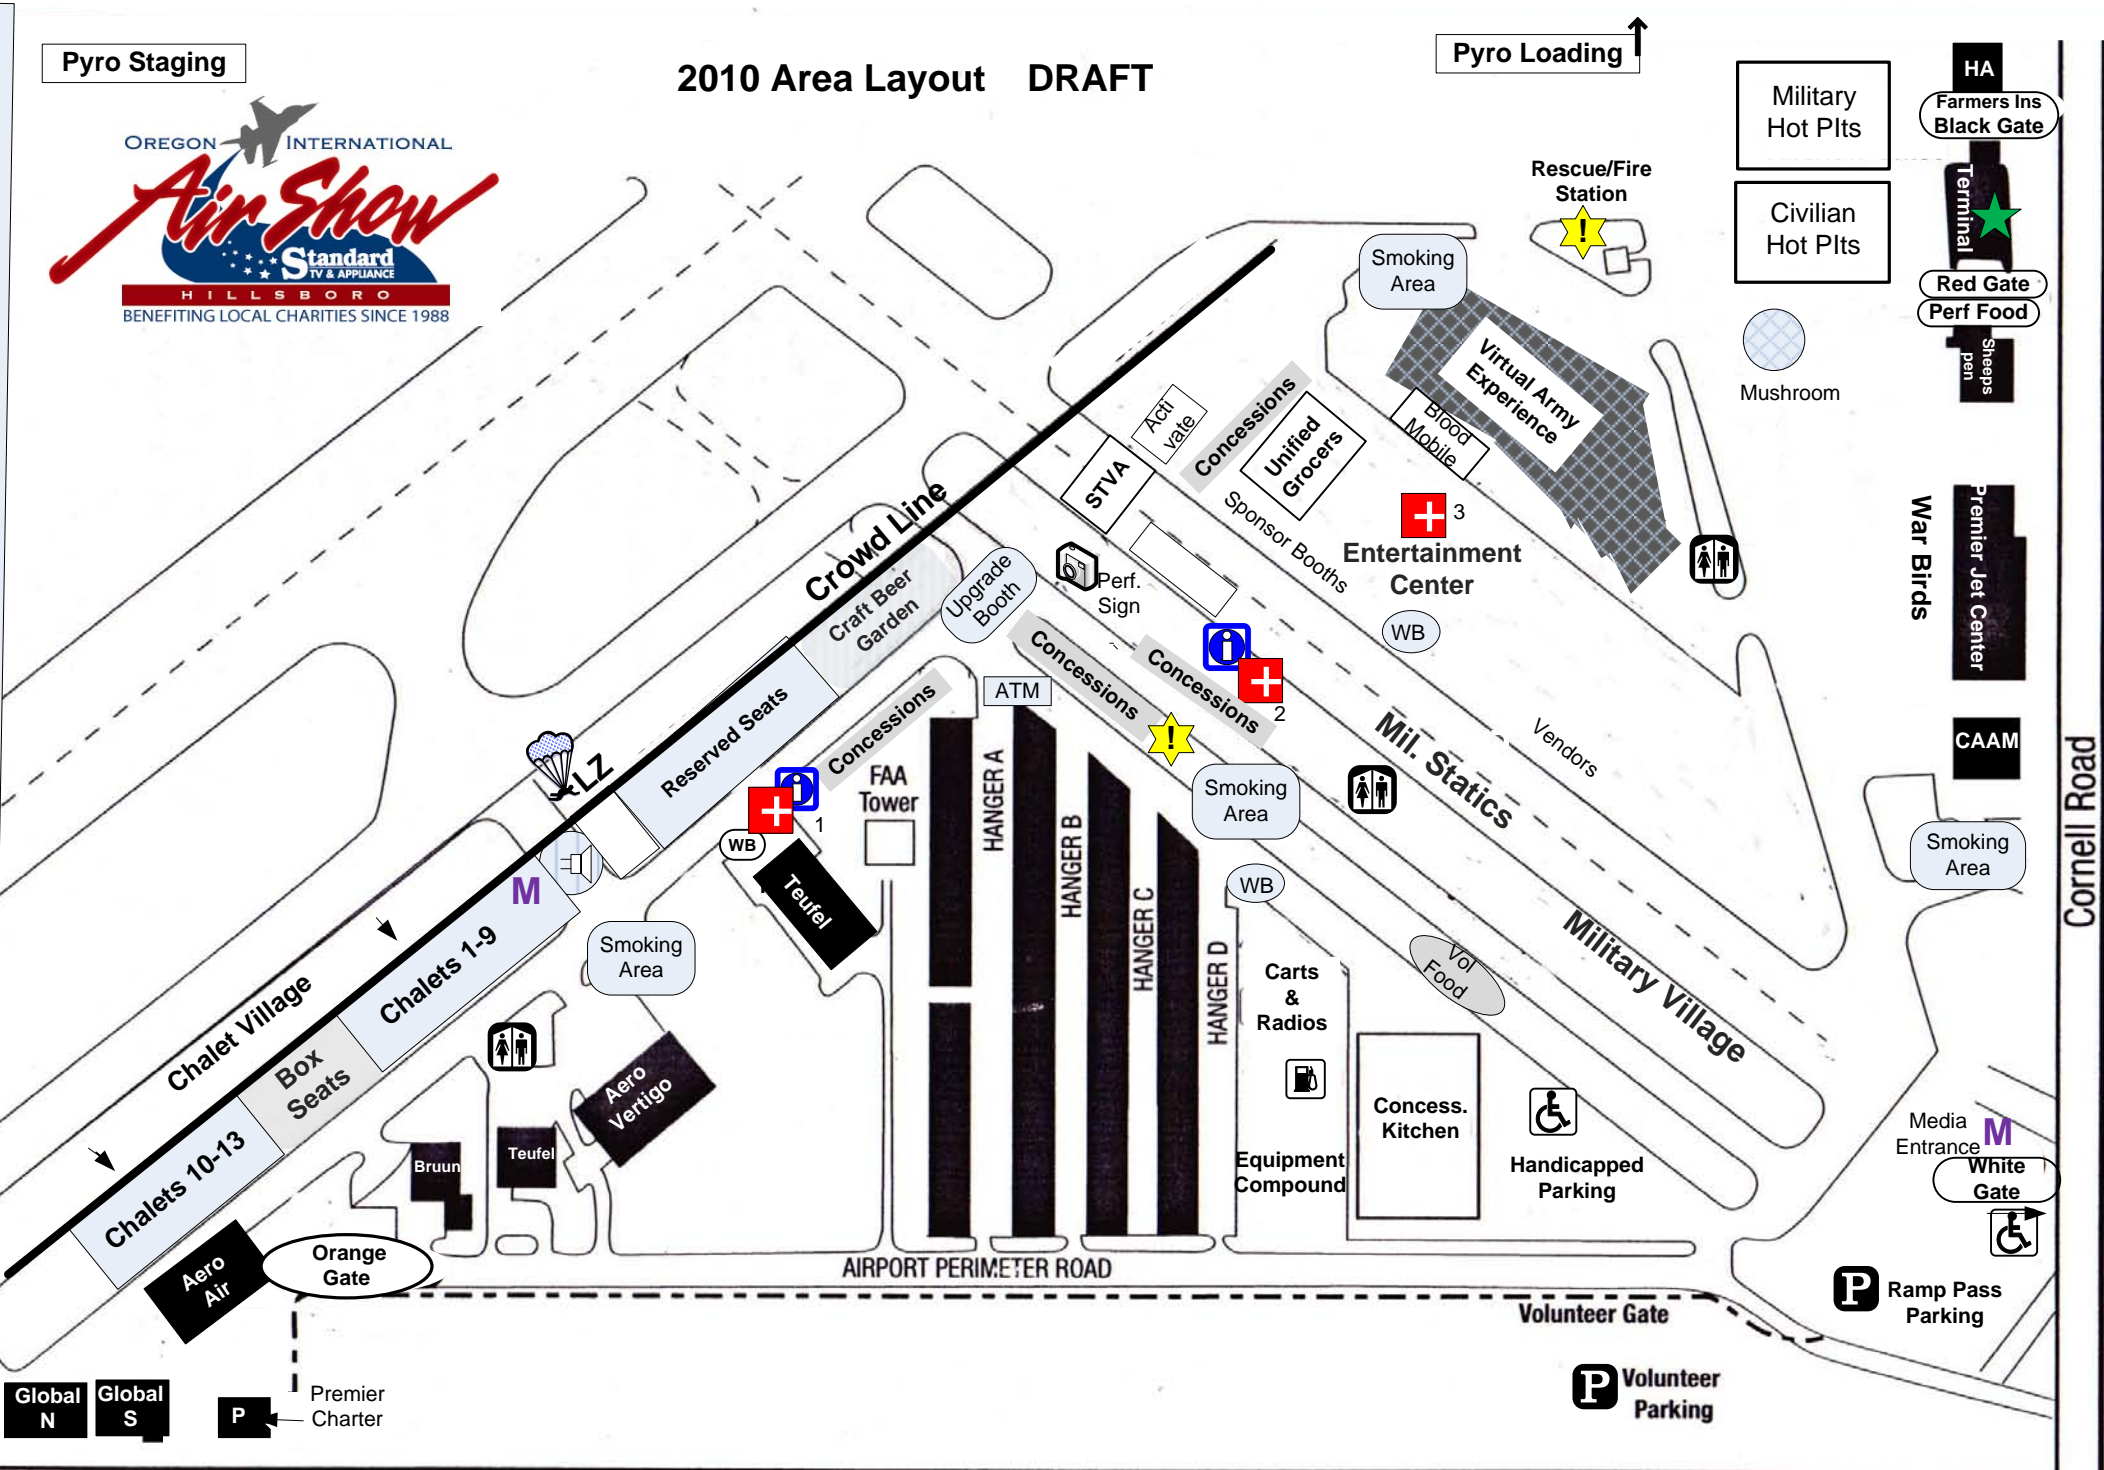 Pyro Staging
2010 Area Layout    DRAFT
Pyro Loading
OREGON INTERNATIONAL
Air Show
Standard
TV & APPLIANCE
HILLSBORO
BENEFITING LOCAL CHARITIES SINCE 1988
Military
Hot PIts
Civilian
Hot PIts
Mushroom
HA
Farmers Ins
Black Gate
Terminal
Red Gate
Perf Food
Sheeps
pen
War Birds
Premier Jet Center
CAAM
Smoking
Area
Cornell Road
Rescue/Fire
Station
!
Smoking
Area
Virtual Army
Experience
Blood
Mobile
Acti
vate
Concessions
Unified
Grocers
STVA
Sponsor Booths
3
Entertainment
Center
WB
Crowd Line
Craft Beer
Garden
Upgrade
Booth
Perf.
Sign
Concessions
Concessions
i
2
!
ATM
Reserved Seats
Concessions
LZ
i
1
WB
FAA
Tower
Teufel
HANGER A
HANGER B
HANGER C
HANGER D
Smoking
Area
WB
Mil. Statics
Vendors
Military Village
Vol
Food
M
Chalets 1-9
Smoking
Area
Chalet Village
Box
Seats
Chalets 10-13
Aero
Vertigo
Bruun
Teufel
Aero
Air
Orange
Gate
Carts
&
Radios
Equipment
Compound
Concess.
Kitchen
Handicapped
Parking
Media
Entrance M
White
Gate
P
Ramp Pass
Parking
AIRPORT PERIMETER ROAD
Volunteer Gate
P
Volunteer
Parking
Global
N
Global
S
P
Premier
Charter